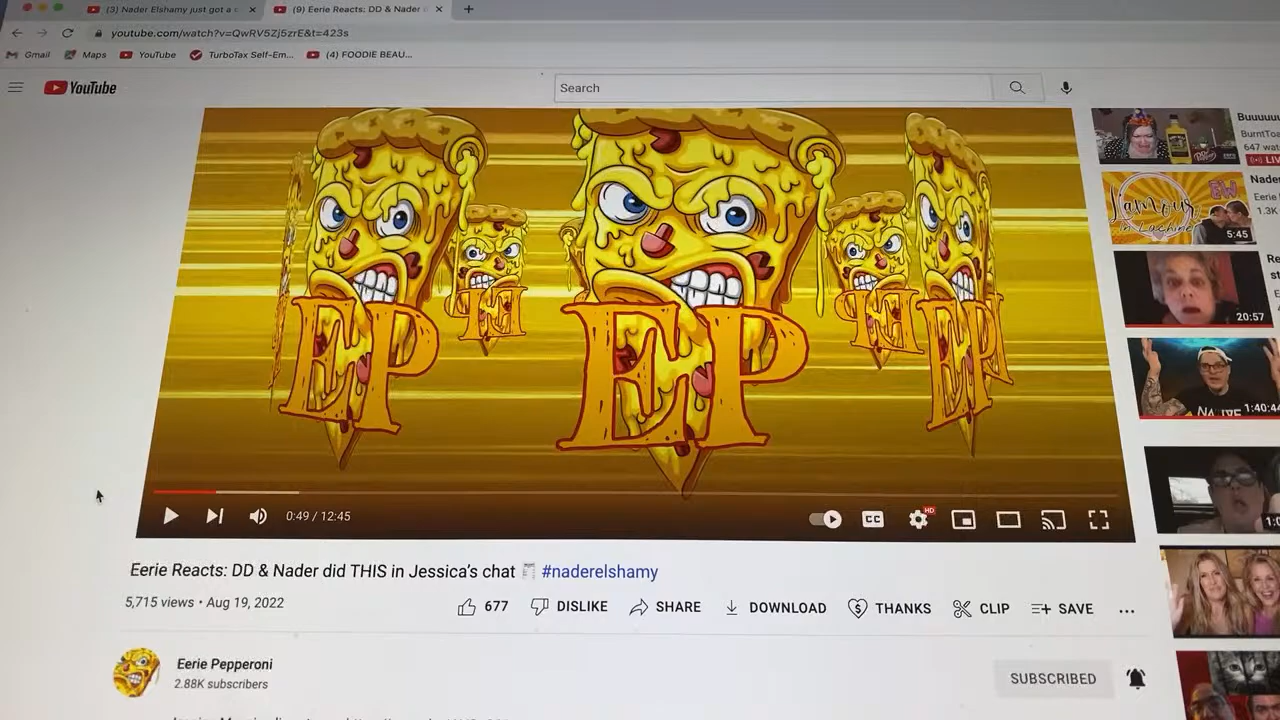 (3) Nader Elshamy just got a
(9) Eerie Reacts: DD & Nader
youtube.com/watch?v=QwRV5Zj5zrE&t=423s
Gmail
Maps
YouTube
TurboTax Self-Em...
(4) FOODIE BEAU...
YouTube
Search
EP
EP
EP
EP
EP
0:49 / 12:45
CC
HD
Eerie Reacts: DD & Nader did THIS in Jessica's chat #naderelshamy
5,715 views • Aug 19, 2022
677
DISLIKE
SHARE
DOWNLOAD
THANKS
CLIP
SAVE
Eerie Pepperoni
2.88K subscribers
SUBSCRIBED
BurntToa
647 wat
LIV
Nade
Eerie
1.3K
5:45
20:57
1:40:44